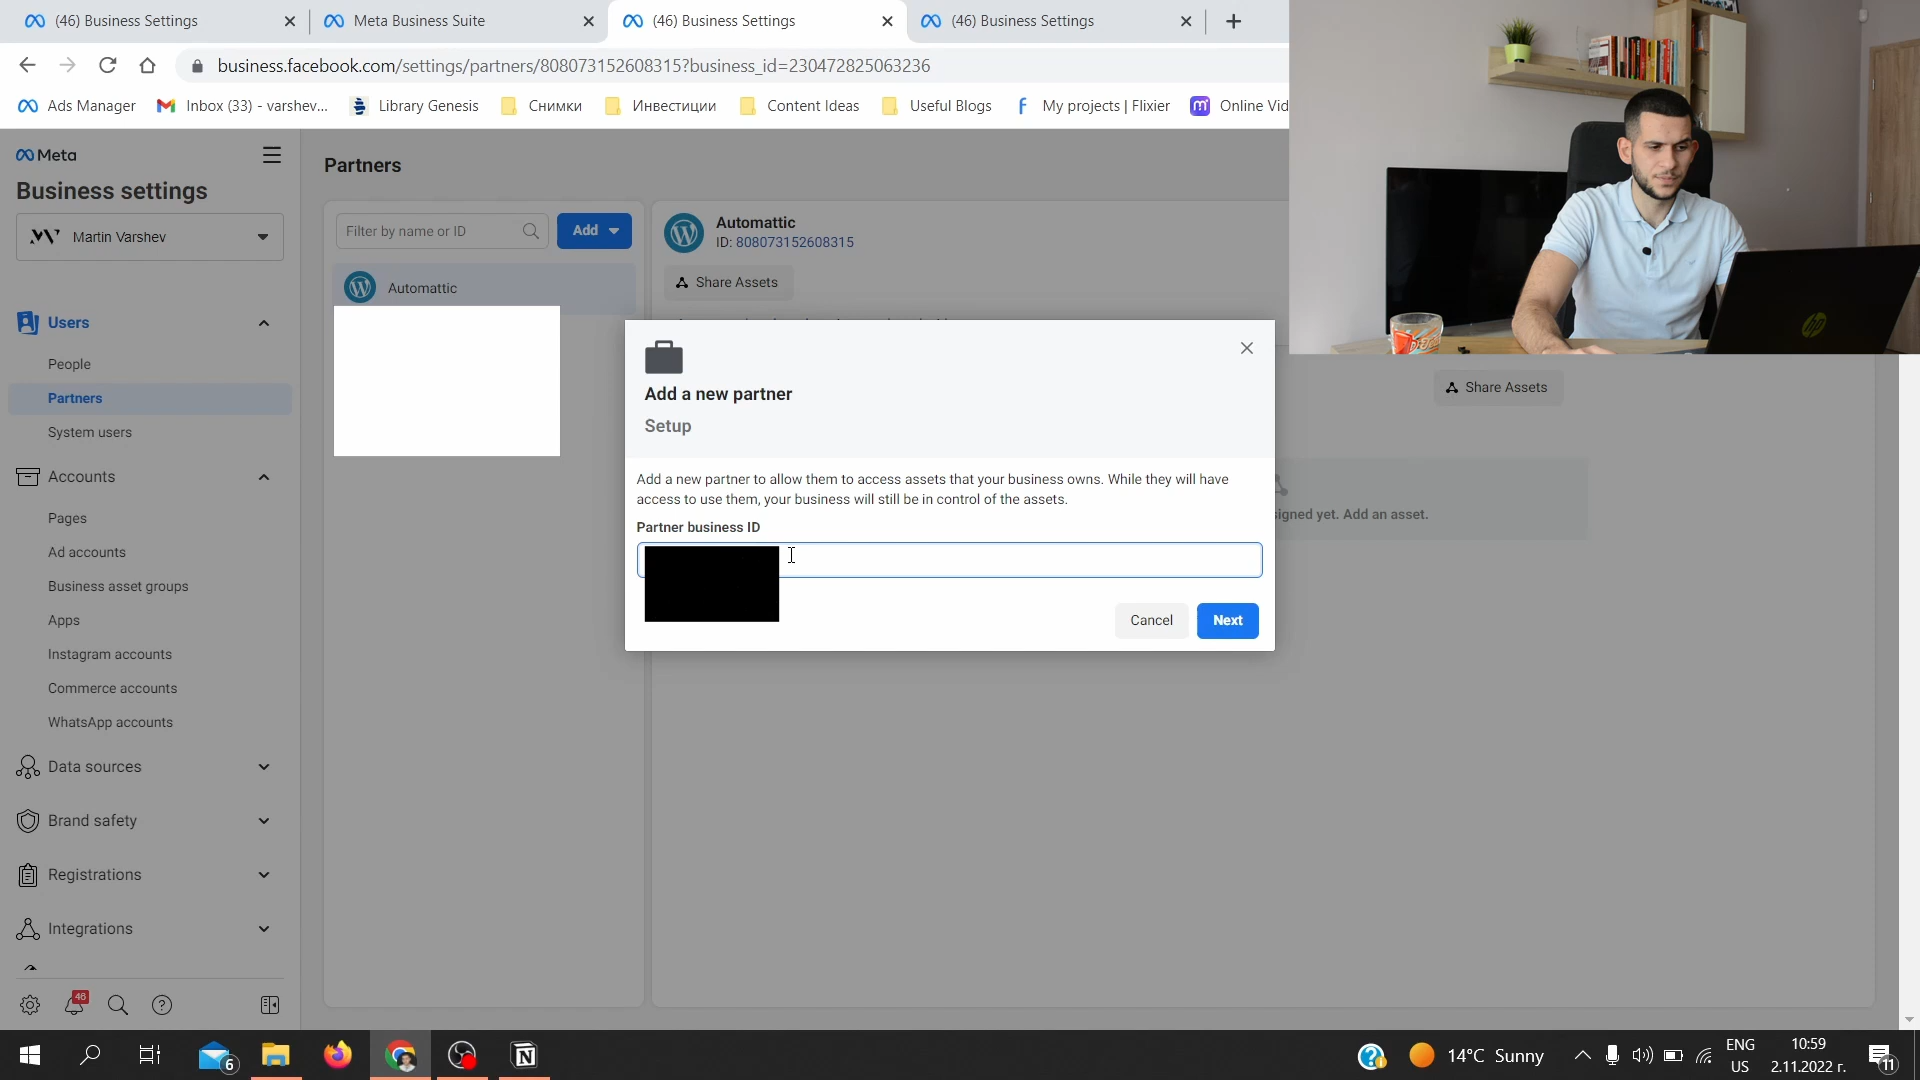 (46) Business Settings
Meta Business Suite
(46) Business Settings
(46) Business Settings
business.facebook.com/settings/partners/808073152608315?business_id=230472825063236
Ads Manager
Inbox (33) - varshev...
Library Genesis
Снимки
Инвестиции
Content Ideas
Useful Blogs
My projects | Flixier
Online Vid
Meta
Business settings
Martin Varshev
Users
People
Partners
System users
Accounts
Pages
Ad accounts
Business asset groups
Apps
Instagram accounts
Commerce accounts
WhatsApp accounts
Data sources
Brand safety
Registrations
Integrations
46
Partners
Filter by name or ID
Add
Automattic
Automattic
ID: 808073152608315
Share Assets
Share Assets
igned yet. Add an asset.
Add a new partner
Setup
Add a new partner to allow them to access assets that your business owns. While they will have
access to use them, your business will still be in control of the assets.
Partner business ID
Cancel
Next
hp
6
14°C Sunny
ENG
US
10:59
2.11.2022 г.
11